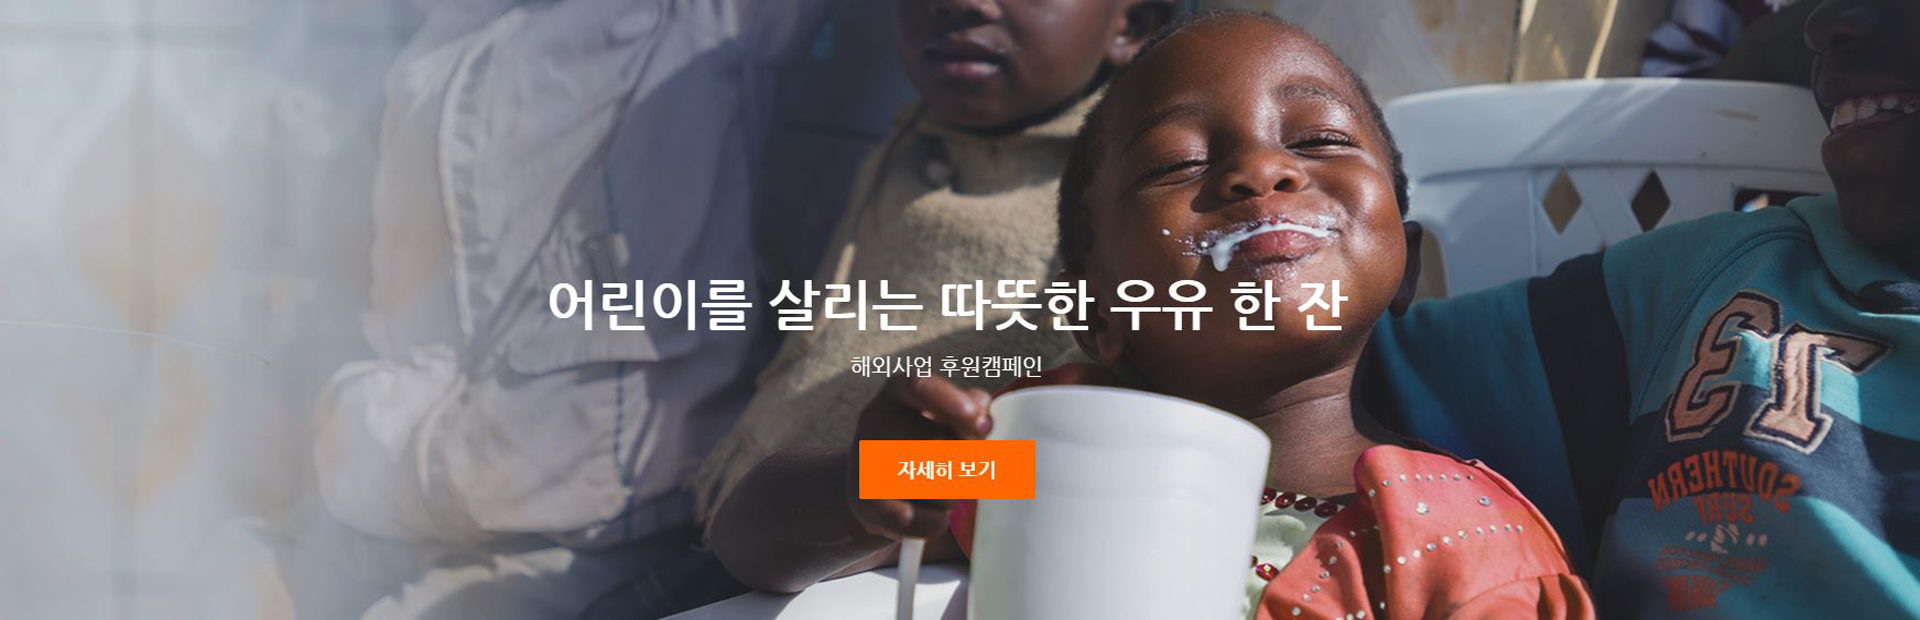 어린이를 살리는 따뜻한 우유 한 잔
해외사업 후원캠페인
자세히 보기
13
SOUTHERN
SURF